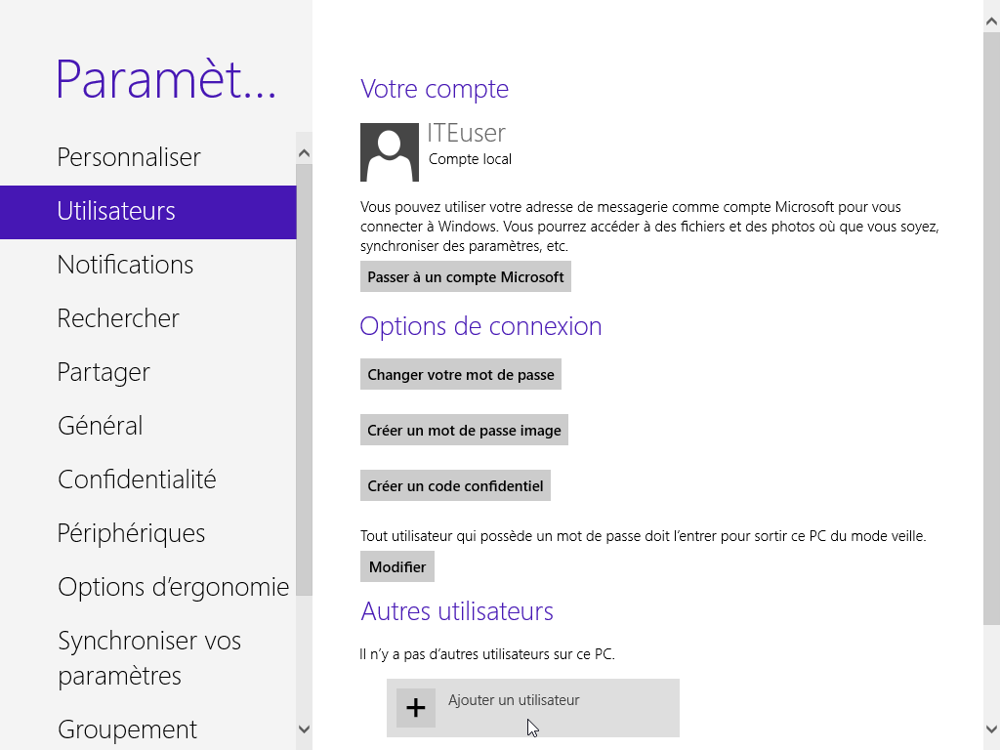 Paramèt...
Personnaliser
Utilisateurs
Notifications
Rechercher
Partager
Général
Confidentialité
Périphériques
Options d’ergonomie
Synchroniser vos
paramètres
Groupement
Votre compte
ITEuser
Compte local
Vous pouvez utiliser votre adresse de messagerie comme compte Microsoft pour vous
connecter à Windows. Vous pourrez accéder à des fichiers et des photos où que vous soyez,
synchroniser des paramètres, etc.
Passer à un compte Microsoft
Options de connexion
Changer votre mot de passe
Créer un mot de passe image
Créer un code confidentiel
Tout utilisateur qui possède un mot de passe doit l’entrer pour sortir ce PC du mode veille.
Modifier
Autres utilisateurs
Il n’y a pas d’autres utilisateurs sur ce PC.
Ajouter un utilisateur